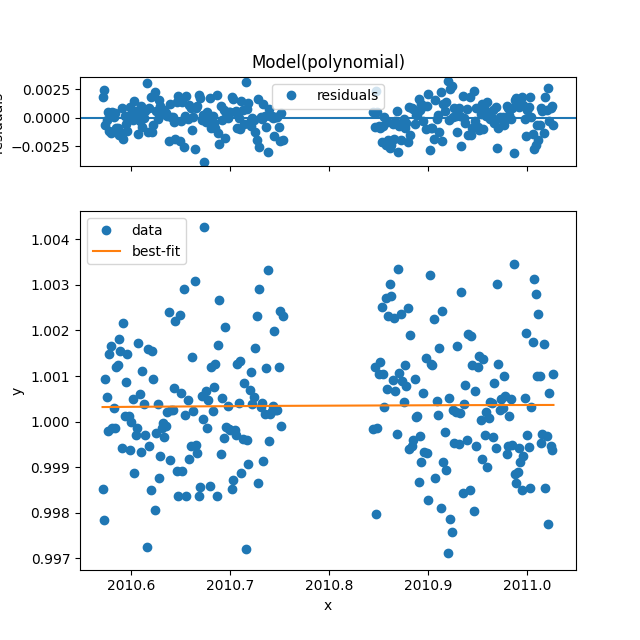 Model(polynomial)
0.0025
0.0000
−0.0025
residuals
residuals
1.004
1.003
1.002
1.001
1.000
0.999
0.998
0.997
y
data
best-fit
2010.6 2010.7 2010.8 2010.9 2011.0
x